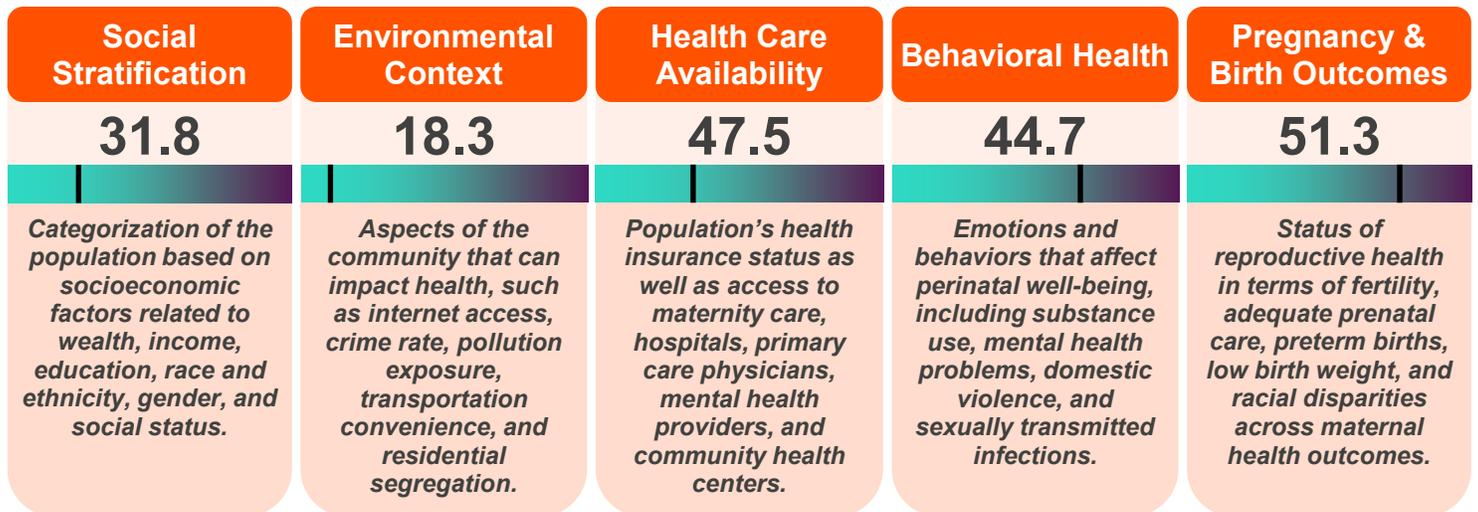 Social
Stratification
31.8
Categorization of the
population based on
socioeconomic
factors related to
wealth, income,
education, race and
ethnicity, gender, and
social status.
Environmental
Context
18.3
Aspects of the
community that can
impact health, such
as internet access,
crime rate, pollution
exposure,
transportation
convenience, and
residential
segregation.
Health Care
Availability
47.5
Population’s health
insurance status as
well as access to
maternity care,
hospitals, primary
care physicians,
mental health
providers, and
community health
centers.
Behavioral Health
44.7
Emotions and
behaviors that affect
perinatal well-being,
including substance
use, mental health
problems, domestic
violence, and
sexually transmitted
infections.
Pregnancy &
Birth Outcomes
51.3
Status of
reproductive health
in terms of fertility,
adequate prenatal
care, preterm births,
low birth weight, and
racial disparities
across maternal
health outcomes.